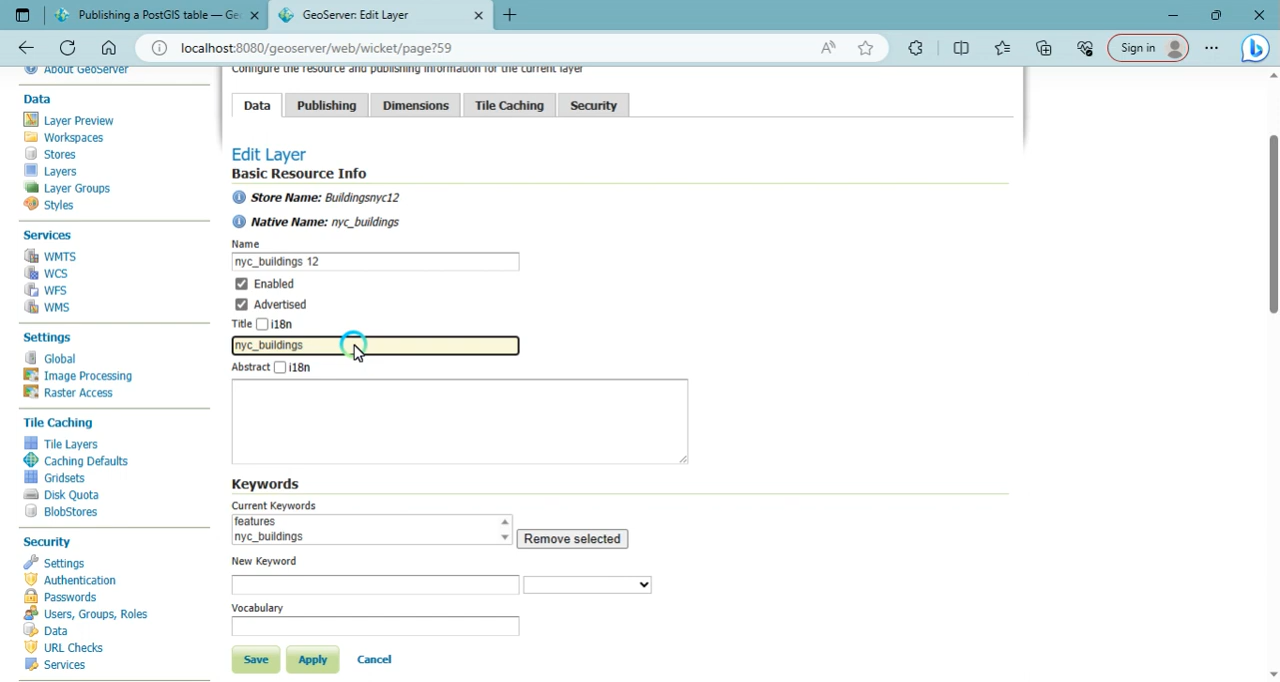 Publishing a PostGIS table — Ge
GeoServer: Edit Layer
localhost:8080/geoserver/web/wicket/page?59
Sign in
About GeoServer
Configure the resource and publishing information for the current layer
Data
Publishing
Dimensions
Tile Caching
Security
Data
Layer Preview
Workspaces
Stores
Layers
Layer Groups
Styles
Services
WMTS
WCS
WFS
WMS
Settings
Global
Image Processing
Raster Access
Tile Caching
Tile Layers
Caching Defaults
Gridsets
Disk Quota
BlobStores
Security
Settings
Authentication
Passwords
Users, Groups, Roles
Data
URL Checks
Services
Edit Layer
Basic Resource Info
Store Name: Buildingsnyc12
Native Name: nyc_buildings
Name
nyc_buildings 12
Enabled
Advertised
Title i18n
nyc_buildings
Abstract i18n
Keywords
Current Keywords
features
nyc_buildings
Remove selected
New Keyword
Vocabulary
Save Apply Cancel